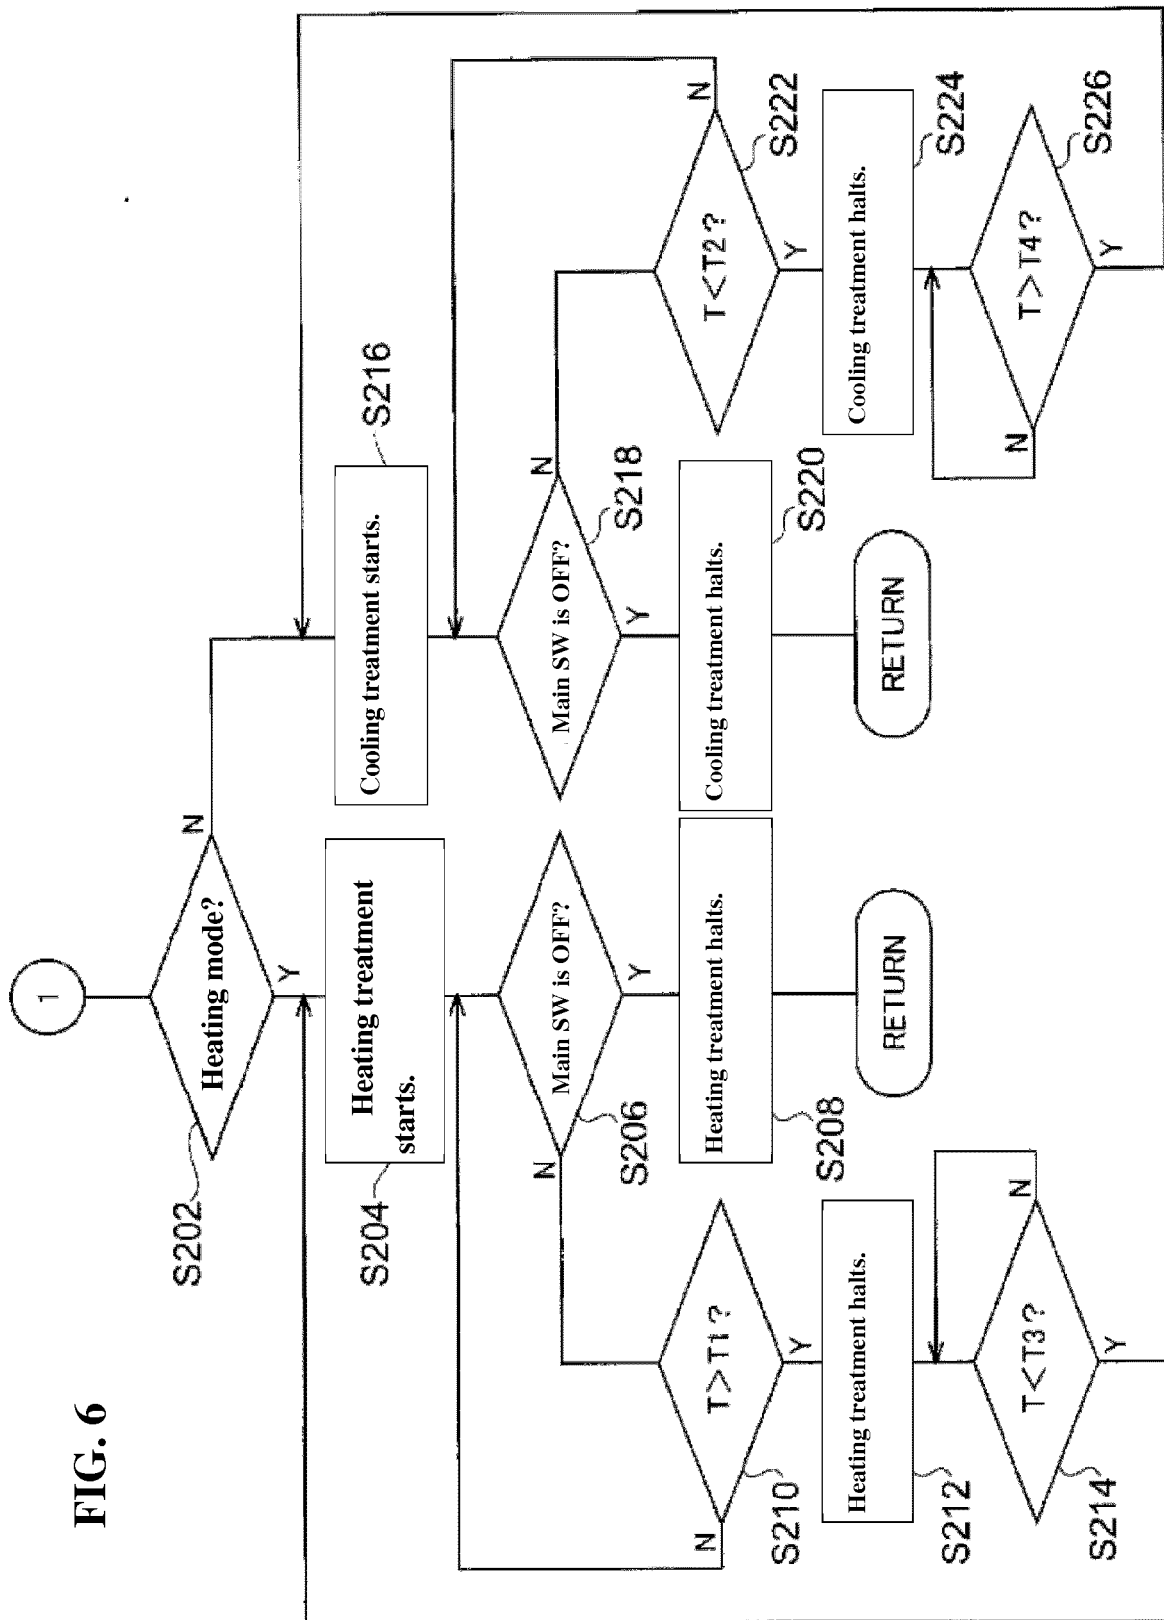 FIG. 6
1
Heating mode?
S202
Y
N
Heating treatment
starts.
S204
Cooling treatment starts.
S216
Main SW is OFF?
S206
N
Y
Main SW is OFF?
S218
N
Y
T>T1?
S210
N
Y
Heating treatment halts.
S208
Cooling treatment halts.
S220
T<T2?
S222
N
Y
Heating treatment halts.
S212
RETURN
RETURN
Cooling treatment halts.
S224
T<T3?
S214
N
Y
T>T4?
S226
N
Y